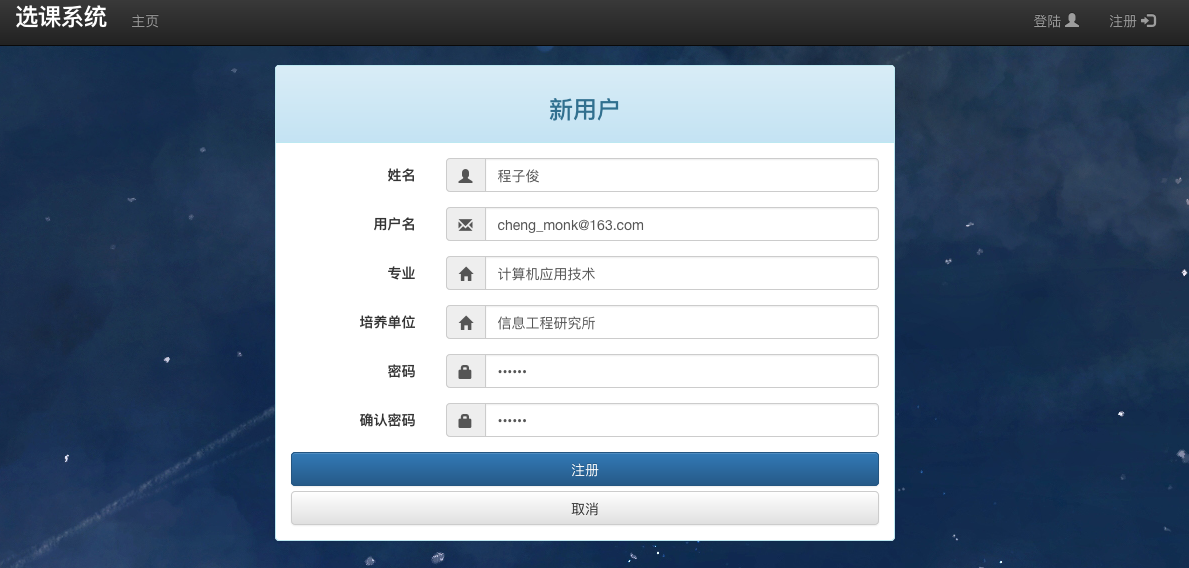 选课系统 主页 登陆 注册
新用户
姓名 程子俊
用户名 cheng_monk@163.com
专业 计算机应用技术
培养单位 信息工程研究所
密码 ••••••
确认密码 ••••••
注册
取消